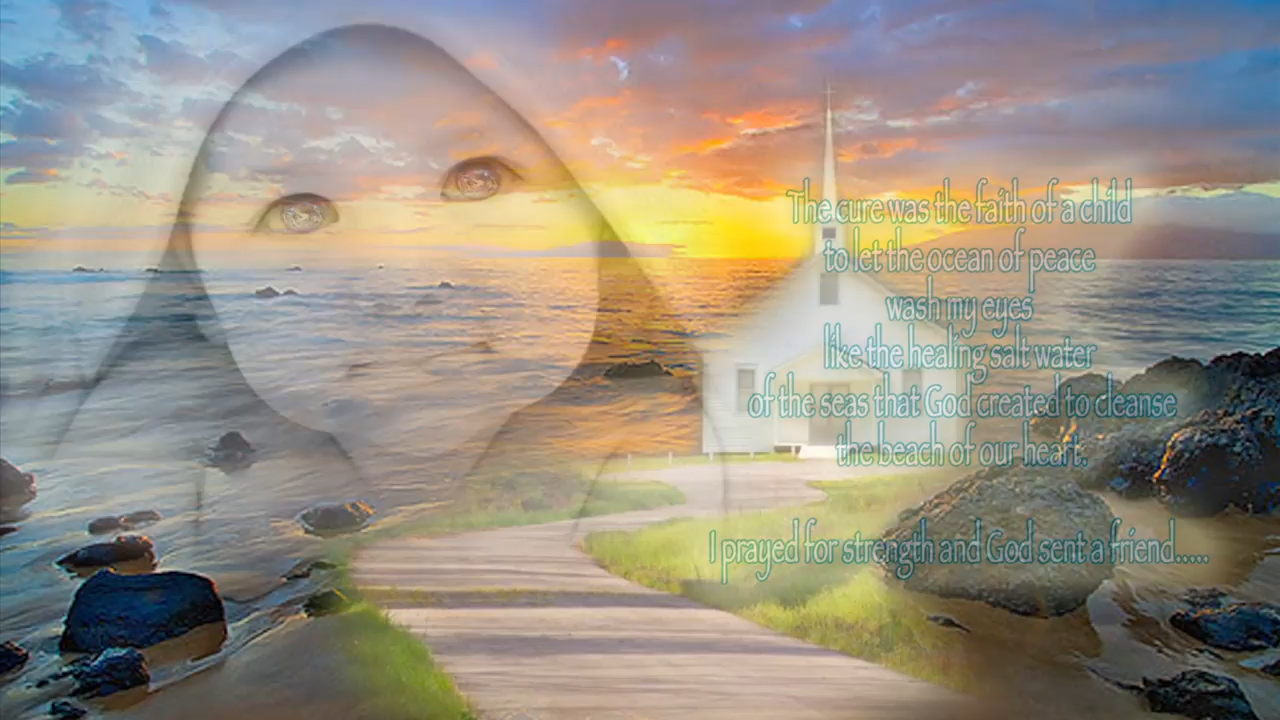 The cure was the faith of a child
to let the ocean of peace
wash my eyes
like the healing salt water
of the seas that God created to cleanse
the beach of our heart.
I prayed for strength and God sent a friend.....